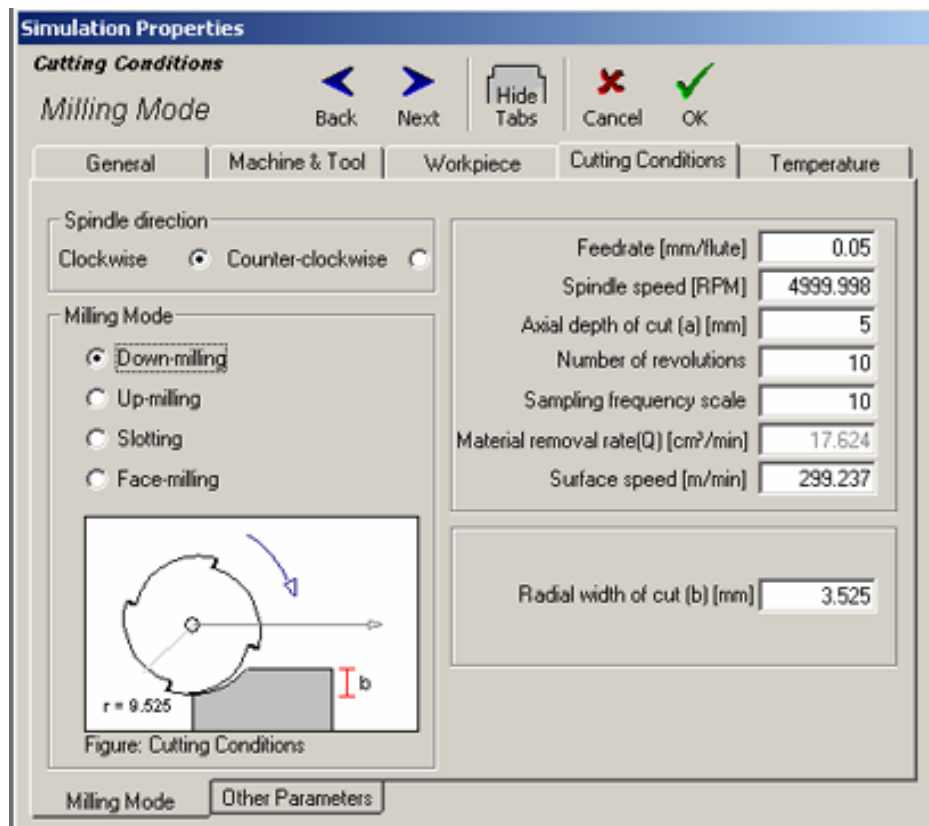 Simulation Properties
Cutting Conditions
Milling Mode
Back
Next
Hide
Tabs
Cancel
OK
General
Machine & Tool
Workpiece
Cutting Conditions
Temperature
Spindle direction
Clockwise
Counter-clockwise
Milling Mode
Down-milling
Up-milling
Slotting
Face-milling
r = 9.525
b
Figure: Cutting Conditions
Feedrate [mm/flute] 0.05
Spindle speed [RPM] 4999.998
Axial depth of cut (a) [mm] 5
Number of revolutions 10
Sampling frequency scale 10
Material removal rate(Q) [cm³/min] 17.624
Surface speed [m/min] 299.237
Radial width of cut (b) [mm] 3.525
Milling Mode
Other Parameters